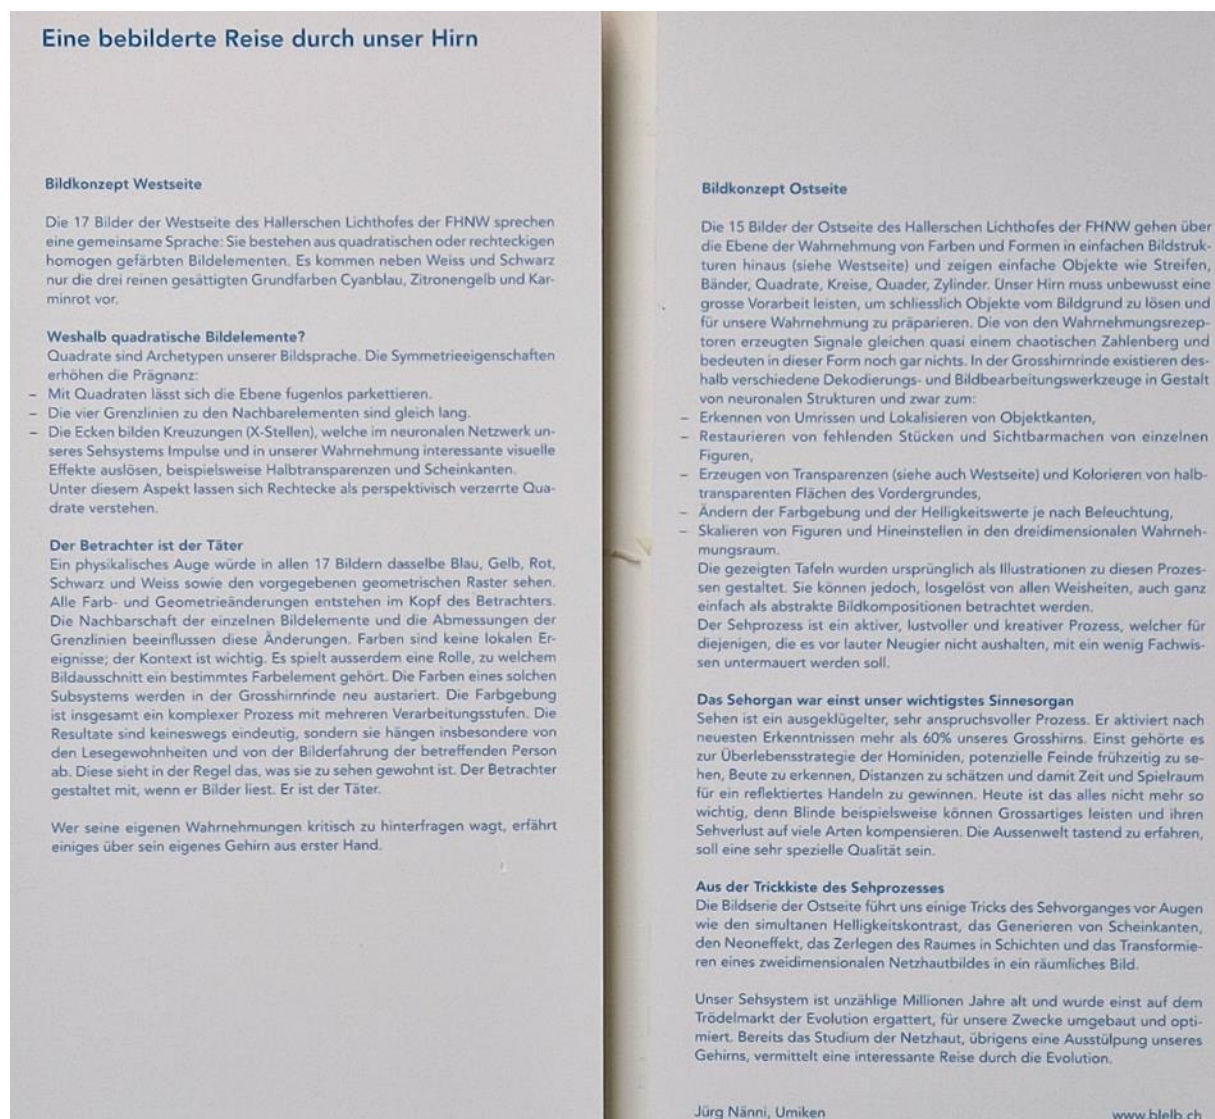 Eine bebilderte Reise durch unser Hirn
Bildkonzept Westseite
Die 17 Bilder der Westseite des Hallerschen Lichthofes der FHNW sprechen
eine gemeinsame Sprache: Sie bestehen aus quadratischen oder rechteckigen
homogen gefärbten Bildelementen. Es kommen neben Weiss und Schwarz
nur die drei reinen gesättigten Grundfarben Cyanblau, Zitronengelb und Kar-
minrot vor.
Weshalb quadratische Bildelemente?
Quadrate sind Archetypen unserer Bildsprache. Die Symmetrieeigenschaften
erhöhen die Prägnanz:
– Mit Quadraten lässt sich die Ebene fugenlos parkettieren.
– Die vier Grenzlinien zu den Nachbarelementen sind gleich lang.
– Die Ecken bilden Kreuzungen (X-Stellen), welche im neuronalen Netzwerk un-
seres Sehsystems Impulse und in unserer Wahrnehmung interessante visuelle
Effekte auslösen, beispielsweise Halbtransparenzen und Scheinkanten.
Unter diesem Aspekt lassen sich Rechtecke als perspektivisch verzerrte Qua-
drate verstehen.
Der Betrachter ist der Täter
Ein physikalisches Auge würde in allen 17 Bildern dasselbe Blau, Gelb, Rot,
Schwarz und Weiss sowie den vorgegebenen geometrischen Raster sehen.
Alle Farb- und Geometrieänderungen entstehen im Kopf des Betrachters.
Die Nachbarschaft der einzelnen Bildelemente und die Abmessungen der
Grenzlinien beeinflussen diese Änderungen. Farben sind keine lokalen Er-
eignisse; der Kontext ist wichtig. Es spielt ausserdem eine Rolle, zu welchem
Bildausschnitt ein bestimmtes Farbelement gehört. Die Farben eines solchen
Subsystems werden in der Grosshirnrinde neu austariert. Die Farbgebung
ist insgesamt ein komplexer Prozess mit mehreren Verarbeitungsstufen. Die
Resultate sind keineswegs eindeutig, sondern sie hängen insbesondere von
den Lesegewohnheiten und von der Bilderfahrung der betreffenden Person
ab. Diese sieht in der Regel das, was sie zu sehen gewohnt ist. Der Betrachter
gestaltet mit, wenn er Bilder liest. Er ist der Täter.
Wer seine eigenen Wahrnehmungen kritisch zu hinterfragen wagt, erfährt
einiges über sein eigenes Gehirn aus erster Hand.
Bildkonzept Ostseite
Die 15 Bilder der Ostseite des Hallerschen Lichthofes der FHNW gehen über
die Ebene der Wahrnehmung von Farben und Formen in einfachen Bildstruk-
turen hinaus (siehe Westseite) und zeigen einfache Objekte wie Streifen,
Bänder, Quadrate, Kreise, Quader, Zylinder. Unser Hirn muss unbewusst eine
grosse Vorarbeit leisten, um schliesslich Objekte vom Bildgrund zu lösen und
für unsere Wahrnehmung zu präparieren. Die von den Wahrnehmungsrezep-
toren erzeugten Signale gleichen quasi einem chaotischen Zahlenberg und
bedeuten in dieser Form noch gar nichts. In der Grosshirnrinde existieren des-
halb verschiedene Dekodierungs- und Bildbearbeitungswerkzeuge in Gestalt
von neuronalen Strukturen und zwar zum:
– Erkennen von Umrissen und Lokalisieren von Objektkanten,
– Restaurieren von fehlenden Stücken und Sichtbarmachen von einzelnen
Figuren,
– Erzeugen von Transparenzen (siehe auch Westseite) und Kolorieren von halb-
transparenten Flächen des Vordergrundes,
– Ändern der Farbgebung und der Helligkeitswerte je nach Beleuchtung,
– Skalieren von Figuren und Hineinstellen in den dreidimensionalen Wahrneh-
mungsraum.
Die gezeigten Tafeln wurden ursprünglich als Illustrationen zu diesen Prozes-
sen gestaltet. Sie können jedoch, losgelöst von allen Weisheiten, auch ganz
einfach als abstrakte Bildkompositionen betrachtet werden.
Der Sehprozess ist ein aktiver, lustvoller und kreativer Prozess, welcher für
diejenigen, die es vor lauter Neugier nicht aushalten, mit ein wenig Fachwis-
sen untermauert werden soll.
Das Sehorgan war einst unser wichtigstes Sinnesorgan
Sehen ist ein ausgeklügelter, sehr anspruchsvoller Prozess. Er aktiviert nach
neuesten Erkenntnissen mehr als 60% unseres Grosshirns. Einst gehörte es
zur Überlebensstrategie der Hominiden, potenzielle Feinde frühzeitig zu se-
hen, Beute zu erkennen, Distanzen zu schätzen und damit Zeit und Spielraum
für ein reflektiertes Handeln zu gewinnen. Heute ist das alles nicht mehr so
wichtig, denn Blinde beispielsweise können Grossartiges leisten und ihren
Sehverlust auf viele Arten kompensieren. Die Aussenwelt tastend zu erfahren,
soll eine sehr spezielle Qualität sein.
Aus der Trickkiste des Sehprozesses
Die Bildserie der Ostseite führt uns einige Tricks des Sehvorganges vor Augen
wie den simultanen Helligkeitskontrast, das Generieren von Scheinkanten,
den Neoneffekt, das Zerlegen des Raumes in Schichten und das Transformie-
ren eines zweidimensionalen Netzhautbildes in ein räumliches Bild.
Unser Sehsystem ist unzählige Millionen Jahre alt und wurde einst auf dem
Trödelmarkt der Evolution ergattert, für unsere Zwecke umgebaut und opti-
miert. Bereits das Studium der Netzhaut, übrigens eine Ausstülpung unseres
Gehirns, vermittelt eine interessante Reise durch die Evolution.
Jürg Nänni, Umiken
www.blelb.ch